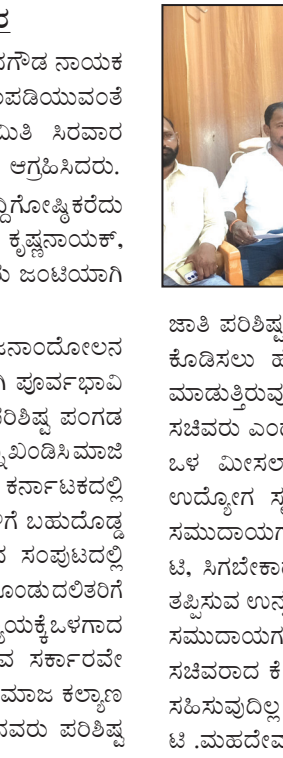 ನಗೌಡ ನಾಯಕ
ಂಪಡಿಯುವಂತೆ
ಮಿತಿ ಸಿರವಾರ
ಆಗ್ರಹಿಸಿದರು.
ದ್ದಿಗೋಷ್ಠಿ ಕರೆದು
ಕೃಷ್ಣನಾಯಕ್,
ು ಜಂಟಿಯಾಗಿ
ಜನಾಂದೋಲನ
ಗಿ ಪೂರ್ವಭಾವಿ
ರಿಶಿಷ್ಟ ಪಂಗಡ
ನ್ನು ಖಂಡಿಸಿ ಮಾಜಿ
ಕರ್ನಾಟಕದಲ್ಲಿ
ಗೆ ಬಹುದೊಡ್ಡ
ದ ಸಂಪುಟದಲ್ಲಿ
ೊಂಡು ದಲಿತರಿಗೆ
ಯಕ್ಕೆ ಒಳಗಾದ
ವ ಸರ್ಕಾರವೇ
ಮಾಜ ಕಲ್ಯಾಣ
ನವರು ಪರಿಶಿಷ್ಟ
ಜಾತಿ ಪರಿಶಿಷ್ಟ
ಕೊಡಿಸಲು ಹ
ಮಾಡುತ್ತಿರುವು
ಸಚಿವರು ಎಂದ
ಒಳ ಮೀಸಲಾ
ಉದ್ಯೋಗ ಸೃ
ಸಮುದಾಯಗ
ಟಿ, ಸಿಗಬೇಕಾದ
ತಪ್ಪಿಸುವ ಉನ್ನ
ಸಮುದಾಯಗ
ಸಚಿವರಾದ ಕೆ
ಸಹಿಸುವುದಿಲ್ಲ
ಟಿ .ಮಹದೇವ